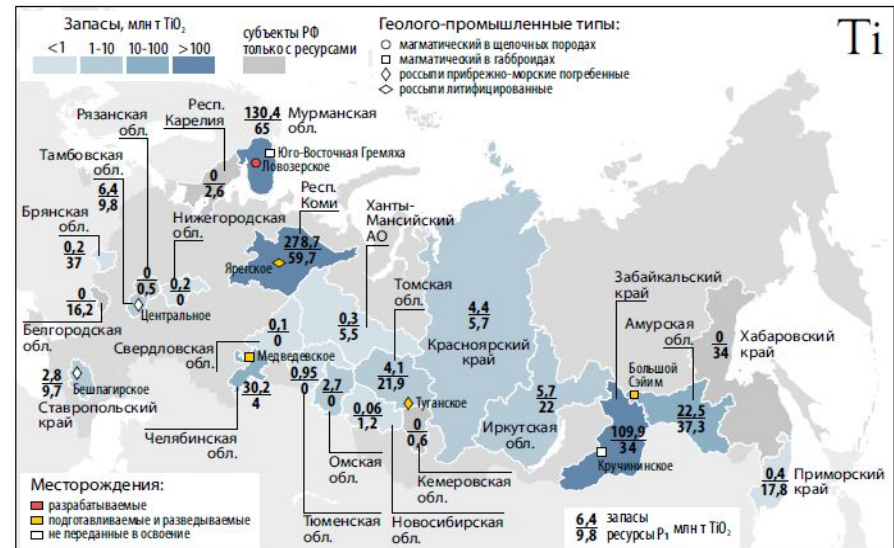 Запасы, млн т TiO₂
<1 1-10 10-100 >100
субъекты РФ
только с ресурсами
Геолого-промышленные типы:
магматический в щелочных породах
магматический в габброидах
россыпи прибрежно-морские погребенные
россыпи литифицированные
Ti
Рязанская
обл.
Респ.
Карелия
0
2,6
130,4
65
Мурманская
обл.
Юго-Восточная Гремяха
Ловозерское
Тамбовская
обл.
6,4
9,8
Брянская
обл.
0,2
37
Нижегородская
обл.
0,2
0
0
0,5
Центральное
Респ.
Коми
278,7
59,7
Ярегское
Ханты-
Мансийский
АО
0,3
5,5
Томская
обл.
4,1
21,9
Туганское
0
16,2
Белгородская
обл.
Свердловская
обл.
0,1
0
Медведевское
2,8
9,7
Бешпагирское
Ставропольский
край
30,2
4
Челябинская
обл.
0,95
0
2,7
0
0,06
1,2
0
0,6
Омская
обл.
Тюменская
обл.
Новосибирская
обл.
Кемеровская
обл.
4,4
5,7
Красноярский
край
5,7
22
Иркутская
обл.
Забайкальский
край
109,9
34
Кручининское
Амурская
обл.
Большой
Сэйим
22,5
37,3
0
34
Хабаровский
край
0,4
17,8
Приморский
край
Месторождения:
разрабатываемые
подготавливаемые и разведываемые
не переданные в освоение
6,4 запасы
9,8 ресурсы P₁ млн т TiO₂